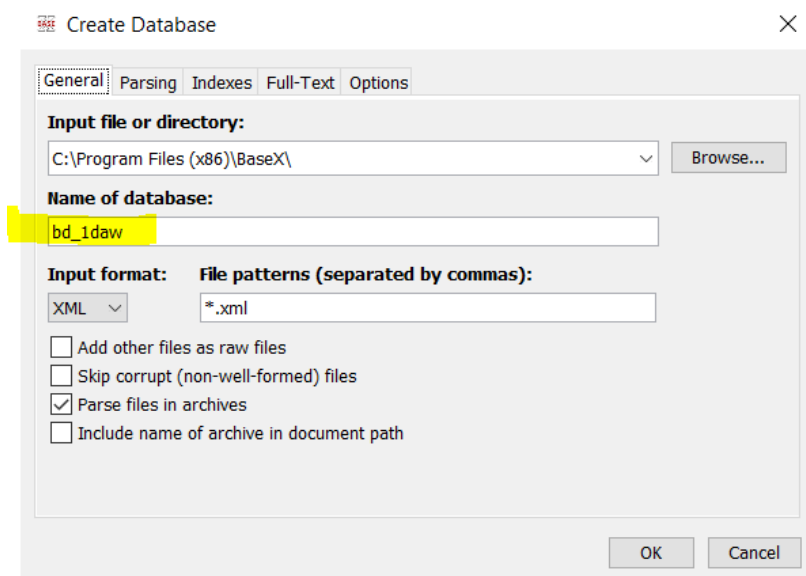 BASE Create Database
General Parsing Indexes Full-Text Options
Input file or directory:
C:\Program Files (x86)\BaseX\ Browse...
Name of database:
bd_1daw
Input format: File patterns (separated by commas):
XML *.xml
Add other files as raw files
Skip corrupt (non-well-formed) files
Parse files in archives
Include name of archive in document path
OK Cancel